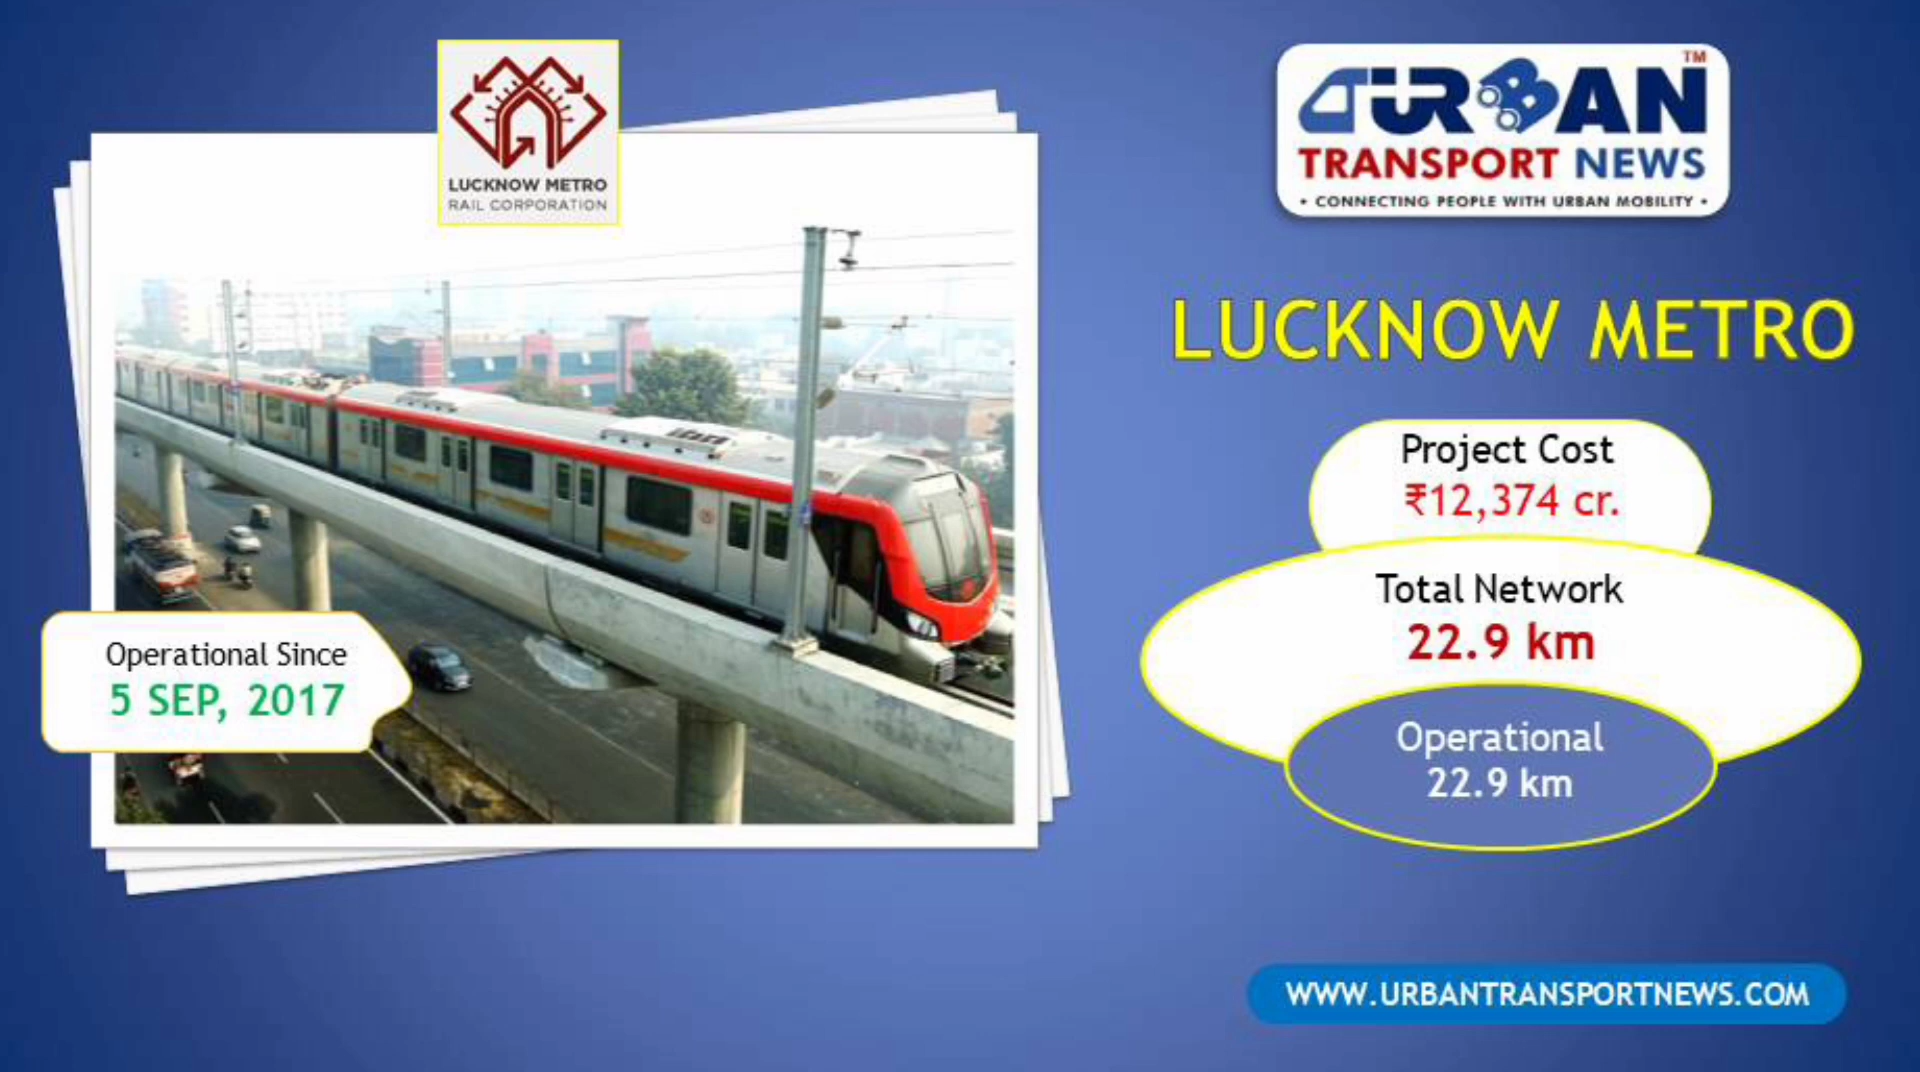 LUCKNOW METRO
RAIL CORPORATION
Operational Since
5 SEP, 2017
URBAN
TM
TRANSPORT NEWS
• CONNECTING PEOPLE WITH URBAN MOBILITY •
LUCKNOW METRO
Project Cost
₹12,374 cr.
Total Network
22.9 km
Operational
22.9 km
WWW.URBANTRANSPORTNEWS.COM